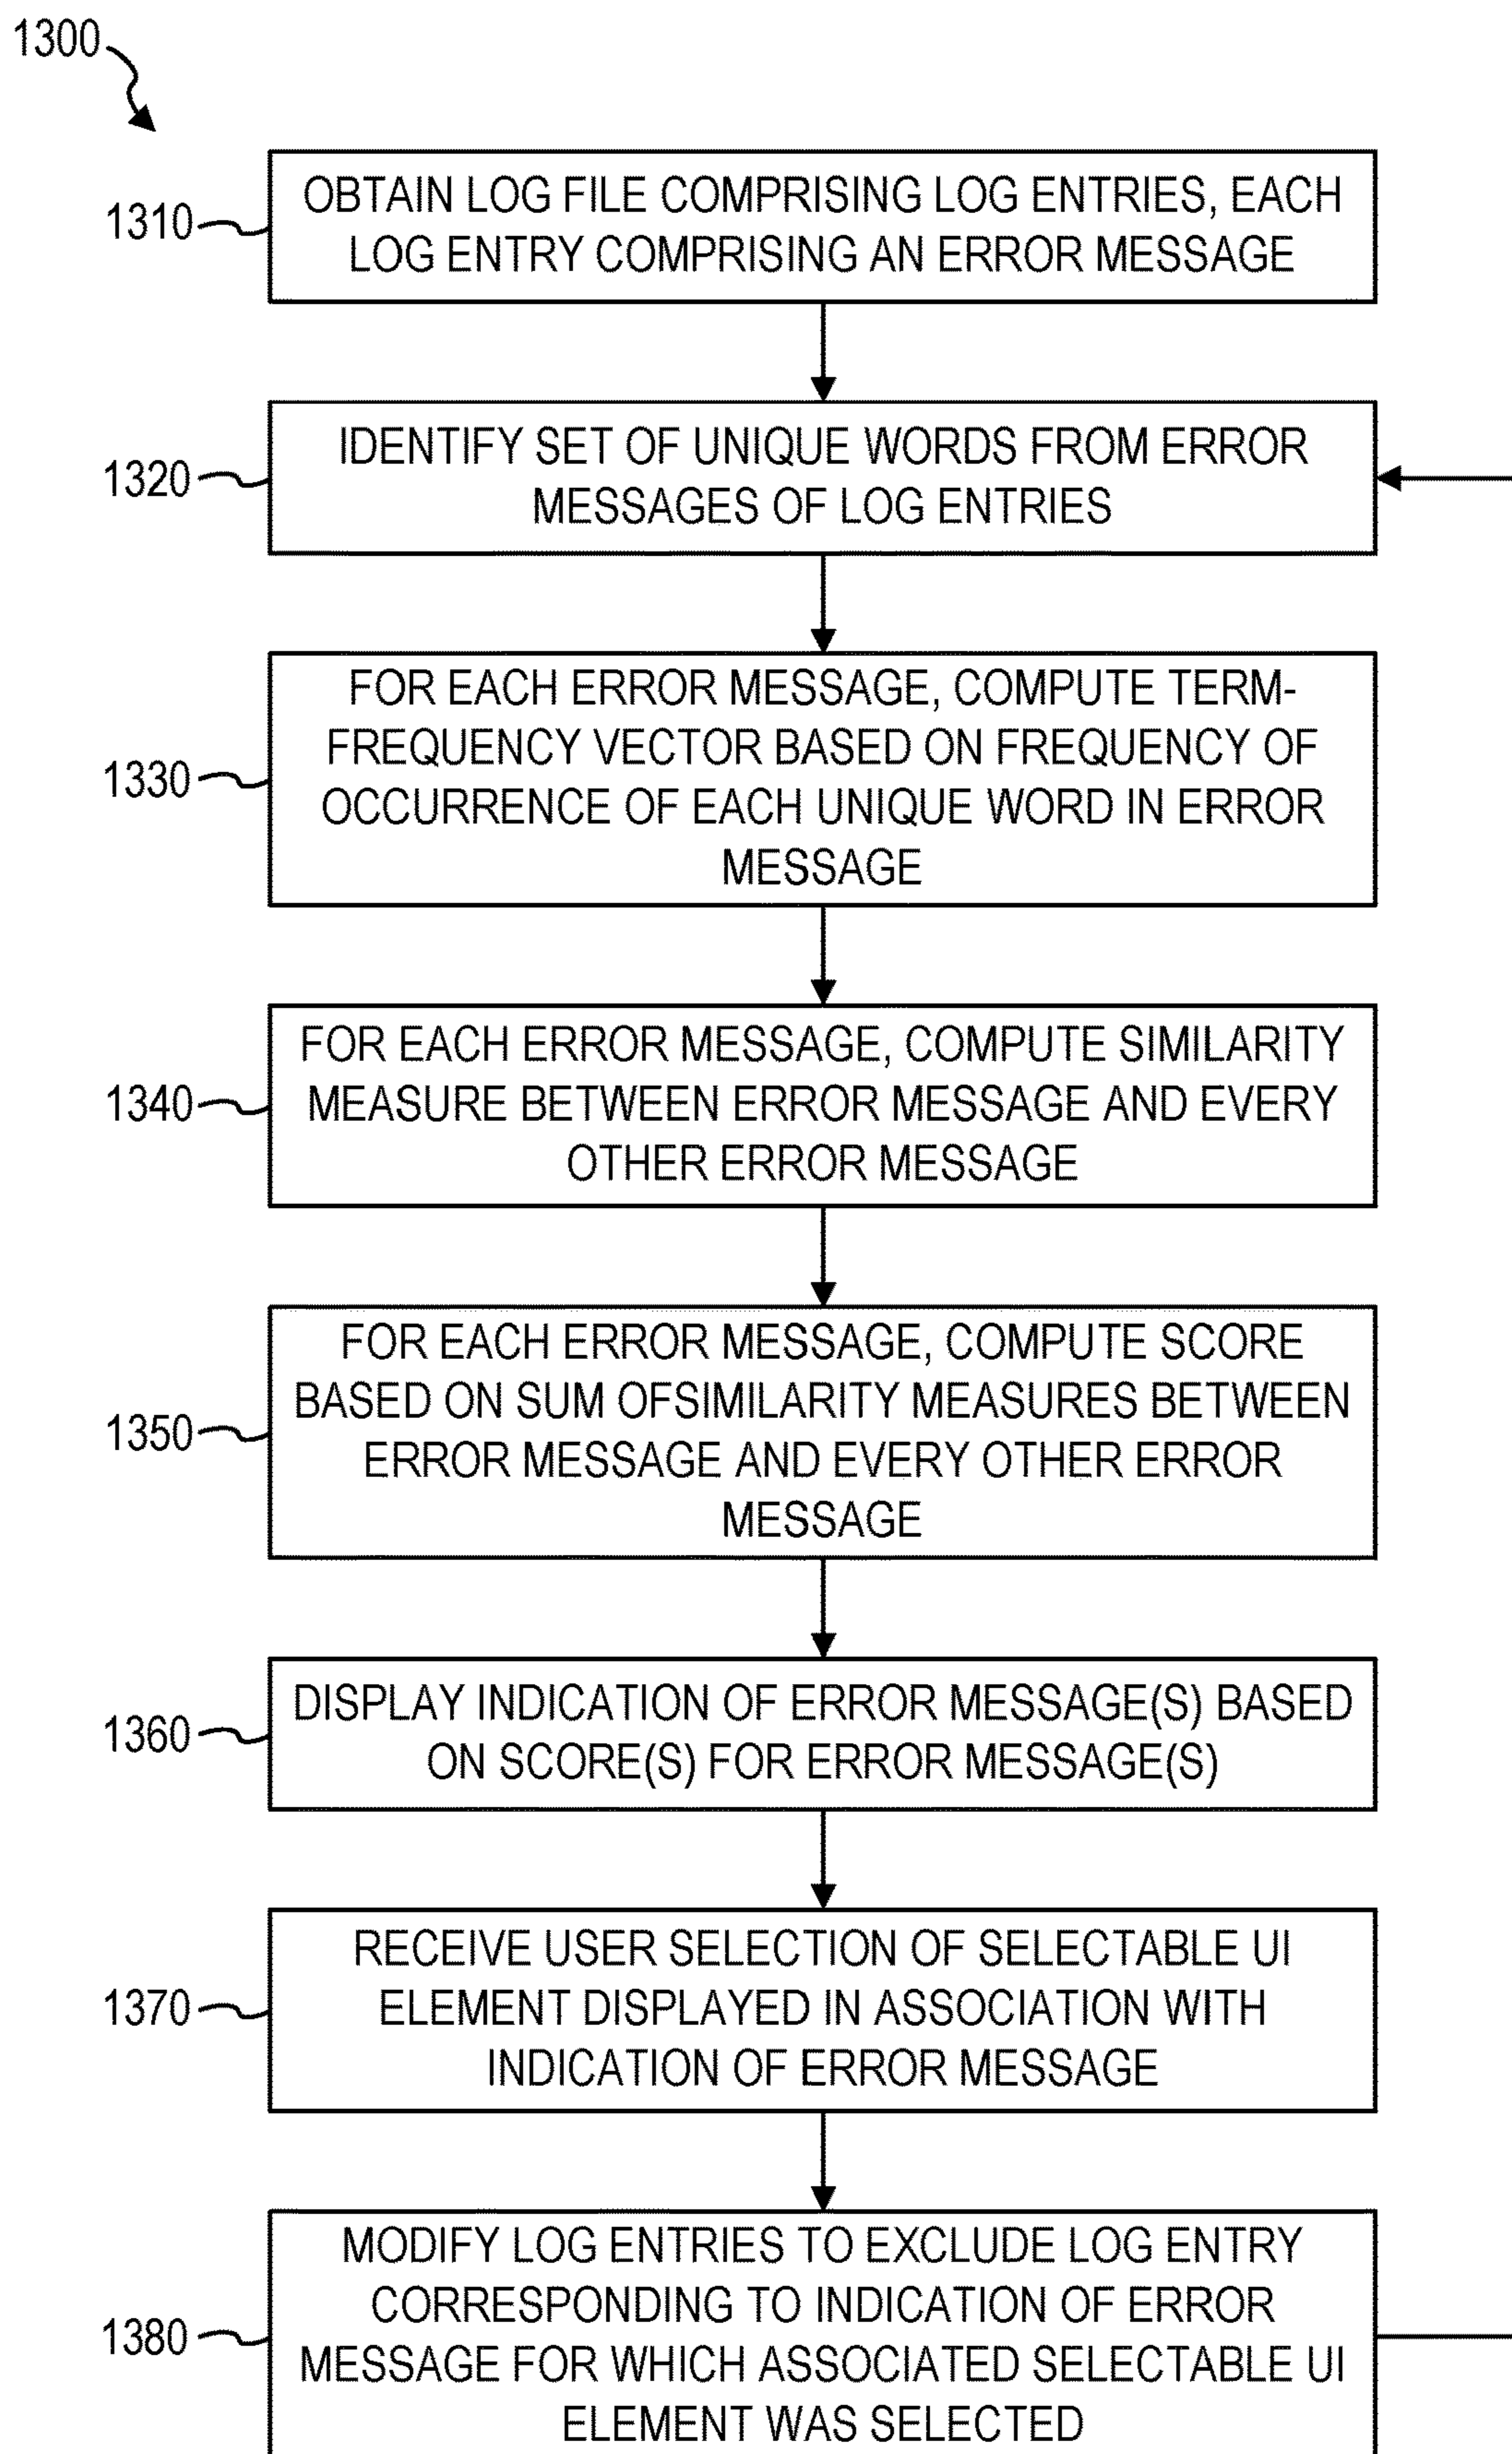 1300
1310
OBTAIN LOG FILE COMPRISING LOG ENTRIES, EACH
LOG ENTRY COMPRISING AN ERROR MESSAGE
1320
IDENTIFY SET OF UNIQUE WORDS FROM ERROR
MESSAGES OF LOG ENTRIES
1330
FOR EACH ERROR MESSAGE, COMPUTE TERM-
FREQUENCY VECTOR BASED ON FREQUENCY OF
OCCURRENCE OF EACH UNIQUE WORD IN ERROR
MESSAGE
1340
FOR EACH ERROR MESSAGE, COMPUTE SIMILARITY
MEASURE BETWEEN ERROR MESSAGE AND EVERY
OTHER ERROR MESSAGE
1350
FOR EACH ERROR MESSAGE, COMPUTE SCORE
BASED ON SUM OFSIMILARITY MEASURES BETWEEN
ERROR MESSAGE AND EVERY OTHER ERROR
MESSAGE
1360
DISPLAY INDICATION OF ERROR MESSAGE(S) BASED
ON SCORE(S) FOR ERROR MESSAGE(S)
1370
RECEIVE USER SELECTION OF SELECTABLE UI
ELEMENT DISPLAYED IN ASSOCIATION WITH
INDICATION OF ERROR MESSAGE
1380
MODIFY LOG ENTRIES TO EXCLUDE LOG ENTRY
CORRESPONDING TO INDICATION OF ERROR
MESSAGE FOR WHICH ASSOCIATED SELECTABLE UI
ELEMENT WAS SELECTED